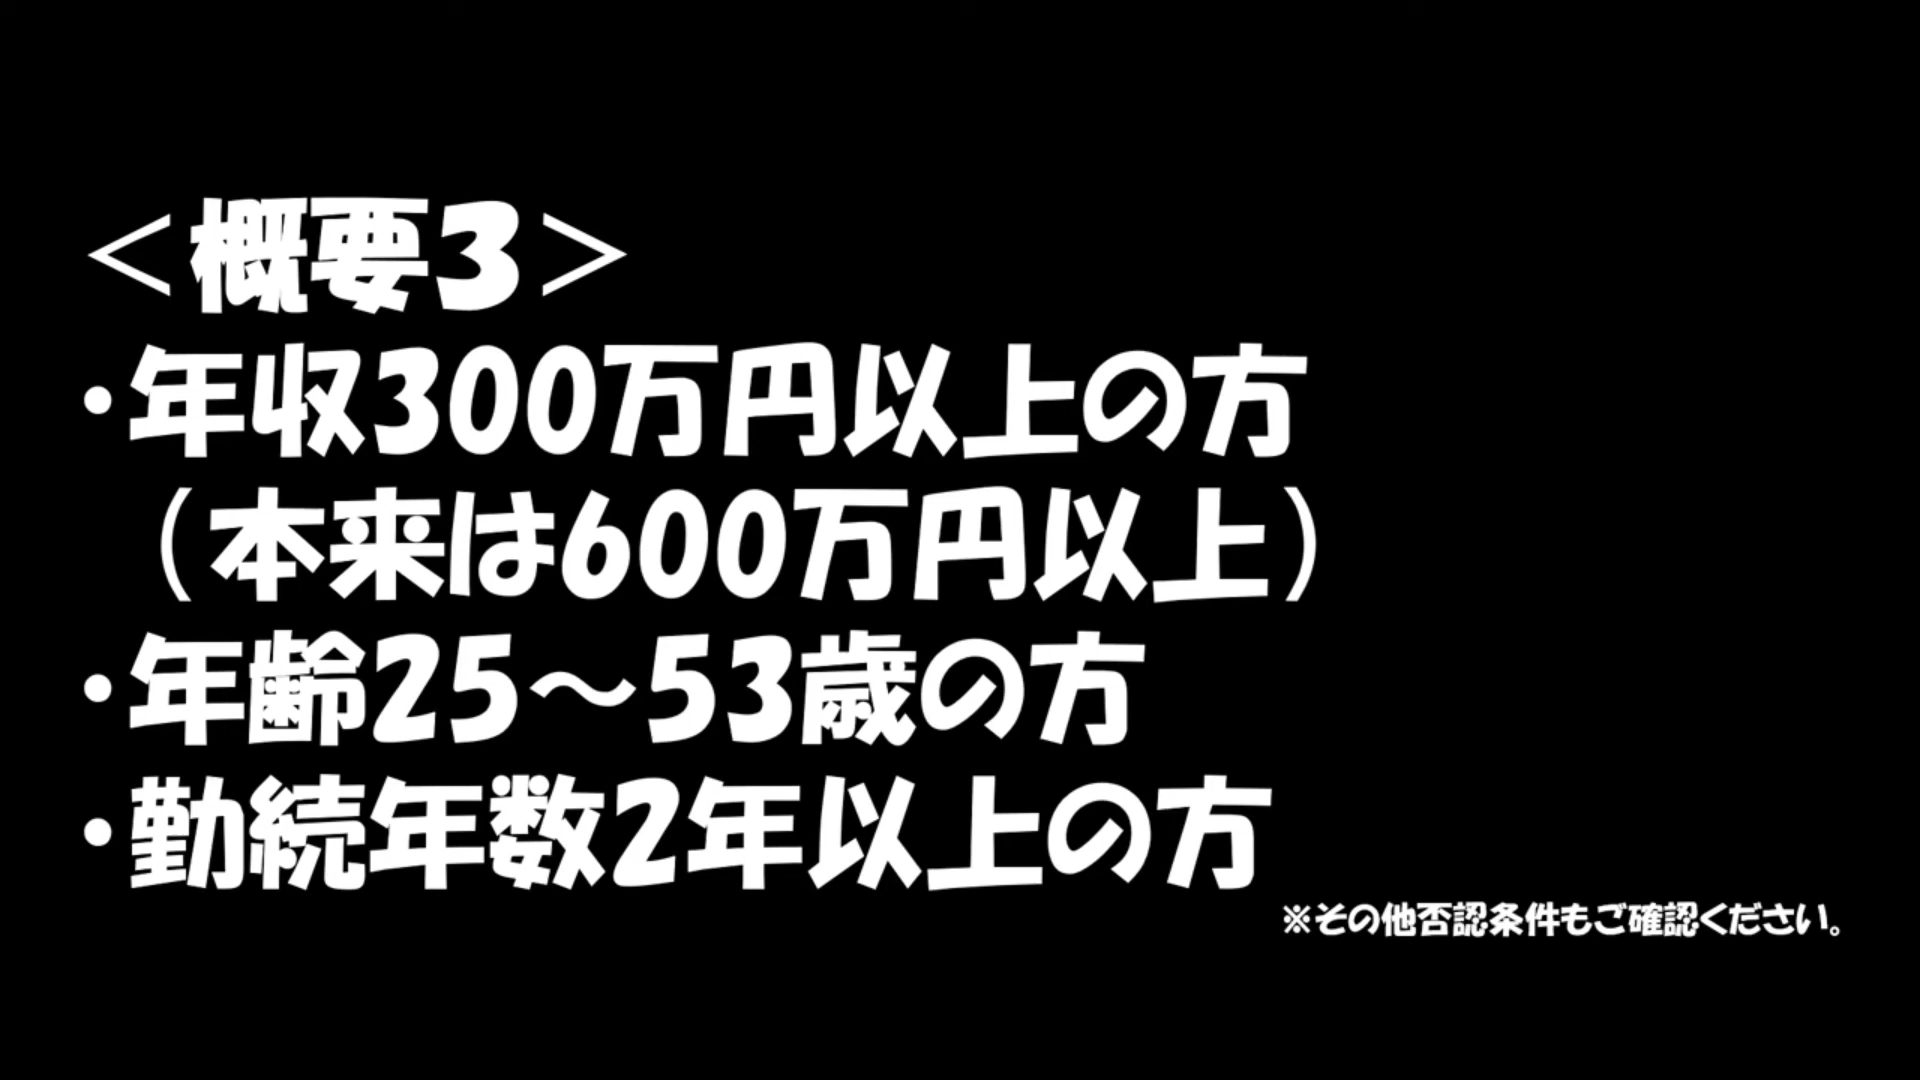 ＜概要3＞
・年収300万円以上の方
（本来は600万円以上）
・年齢25～53歳の方
・勤続年数2年以上の方
※その他否認条件もご確認ください。